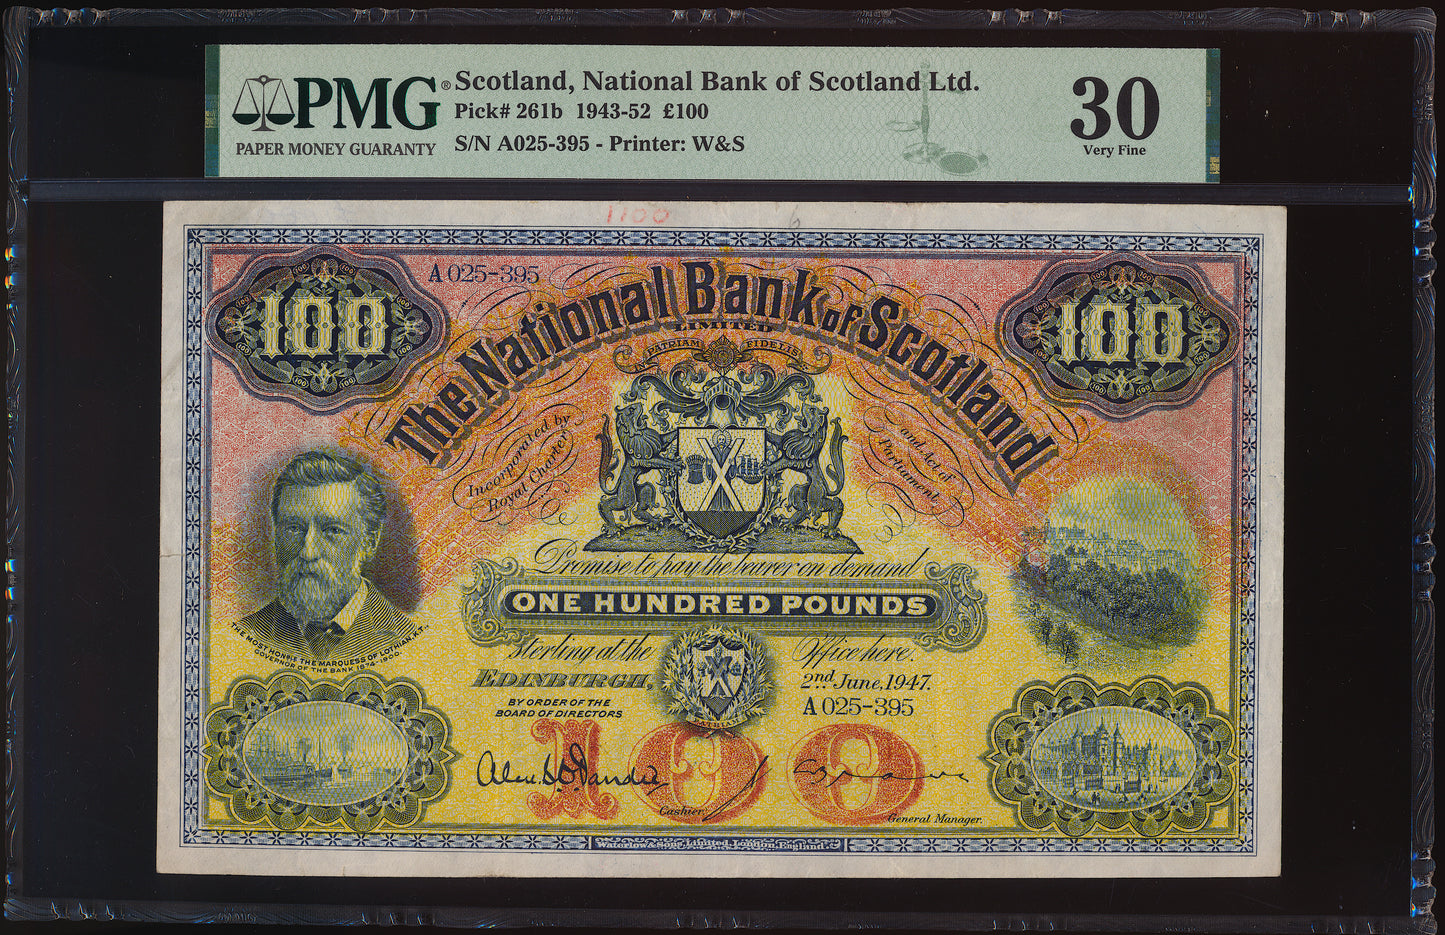 PMG®
PAPER MONEY GUARANTY
Scotland, National Bank of Scotland Ltd.
Pick# 261b 1943-52 £100
S/N A025-395 - Printer: W&S
30
Very Fine
1100
6
100
A 025-395
The National Bank of Scotland
LIMITED
100
PATRIAM FIDELIS
Incorporated by
Royal Charter
and Act of
Parliament
Promise to pay the bearer on demand
ONE HUNDRED POUNDS
Sterling at the Office here.
EDINBURGH, 2nd June, 1947.
BY ORDER OF THE
BOARD OF DIRECTORS
A 025-395
THE MOST HONBLE THE MARQUESS OF LOTHIAN. K.T.,
GOVERNOR OF THE BANK 1874-1900.
100
Cashier.
General Manager.
Waterlow & Sons Limited, London, England.